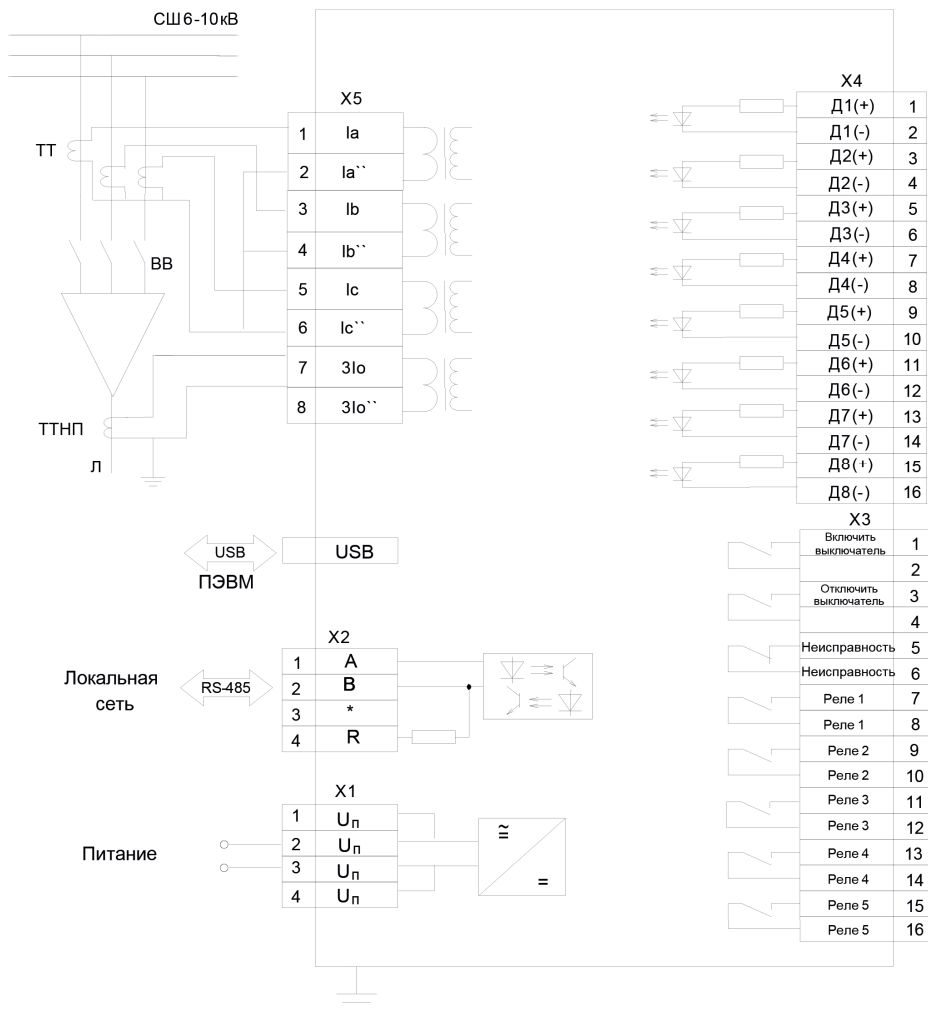 СШ 6-10 кВ
ТТ
ВВ
ТТНП
Л
X5
1 Ia
2 Ia``
3 Ib
4 Ib``
5 Ic
6 Ic``
7 3Io
8 3Io``
USB
USB
ПЭВМ
X2
Локальная
сеть
RS-485
1 A
2 B
3 *
4 R
X1
Питание
1 Uп
2 Uп
3 Uп
4 Uп
≂
=
=
X4
Д1(+) 1
Д1(-) 2
Д2(+) 3
Д2(-) 4
Д3(+) 5
Д3(-) 6
Д4(+) 7
Д4(-) 8
Д5(+) 9
Д5(-) 10
Д6(+) 11
Д6(-) 12
Д7(+) 13
Д7(-) 14
Д8(+) 15
Д8(-) 16
X3
Включить
выключатель 1
2
Отключить
выключатель 3
4
Неисправность 5
Неисправность 6
Реле 1 7
Реле 1 8
Реле 2 9
Реле 2 10
Реле 3 11
Реле 3 12
Реле 4 13
Реле 4 14
Реле 5 15
Реле 5 16